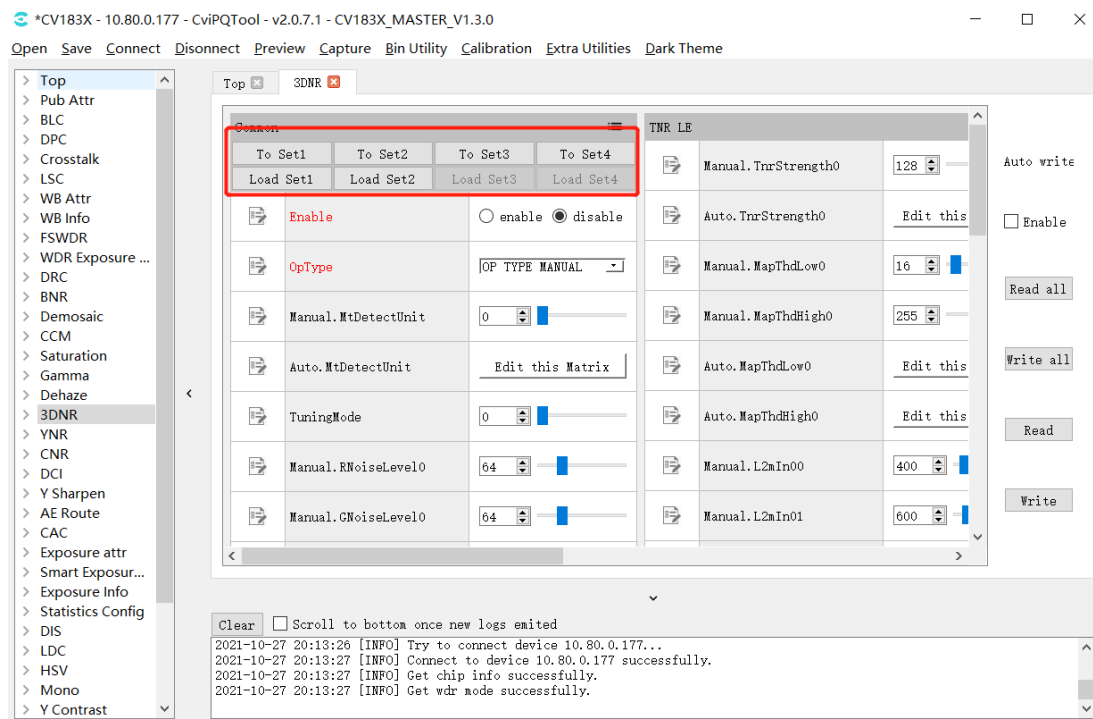 *CV183X - 10.80.0.177 - CviPQTool - v2.0.7.1 - CV183X_MASTER_V1.3.0
Open Save Connect Disonnect Preview Capture Bin Utility Calibration Extra Utilities Dark Theme
Top
Pub Attr
BLC
DPC
Crosstalk
LSC
WB Attr
WB Info
FSWDR
WDR Exposure ...
DRC
BNR
Demosaic
CCM
Saturation
Gamma
Dehaze
3DNR
YNR
CNR
DCI
Y Sharpen
AE Route
CAC
Exposure attr
Smart Exposur...
Exposure Info
Statistics Config
DIS
LDC
HSV
Mono
Y Contrast
Top 3DNR
Common
To Set1 To Set2 To Set3 To Set4
Load Set1 Load Set2 Load Set3 Load Set4
Enable enable disable
OpType OP TYPE MANUAL
Manual.MtDetectUnit 0
Auto.MtDetectUnit Edit this Matrix
TuningMode 0
Manual.RNoiseLevel0 64
Manual.GNoiseLevel0 64
TNR LE
Manual.TnrStrength0 128
Auto.TnrStrength0 Edit this
Manual.MapThdLow0 16
Manual.MapThdHigh0 255
Auto.MapThdLow0 Edit this
Auto.MapThdHigh0 Edit this
Manual.L2mIn00 400
Manual.L2mIn01 600
Auto write
Enable
Read all
Write all
Read
Write
Clear Scroll to bottom once new logs emited
2021-10-27 20:13:26 [INFO] Try to connect device 10.80.0.177...
2021-10-27 20:13:27 [INFO] Connect to device 10.80.0.177 successfully.
2021-10-27 20:13:27 [INFO] Get chip info successfully.
2021-10-27 20:13:27 [INFO] Get wdr mode successfully.